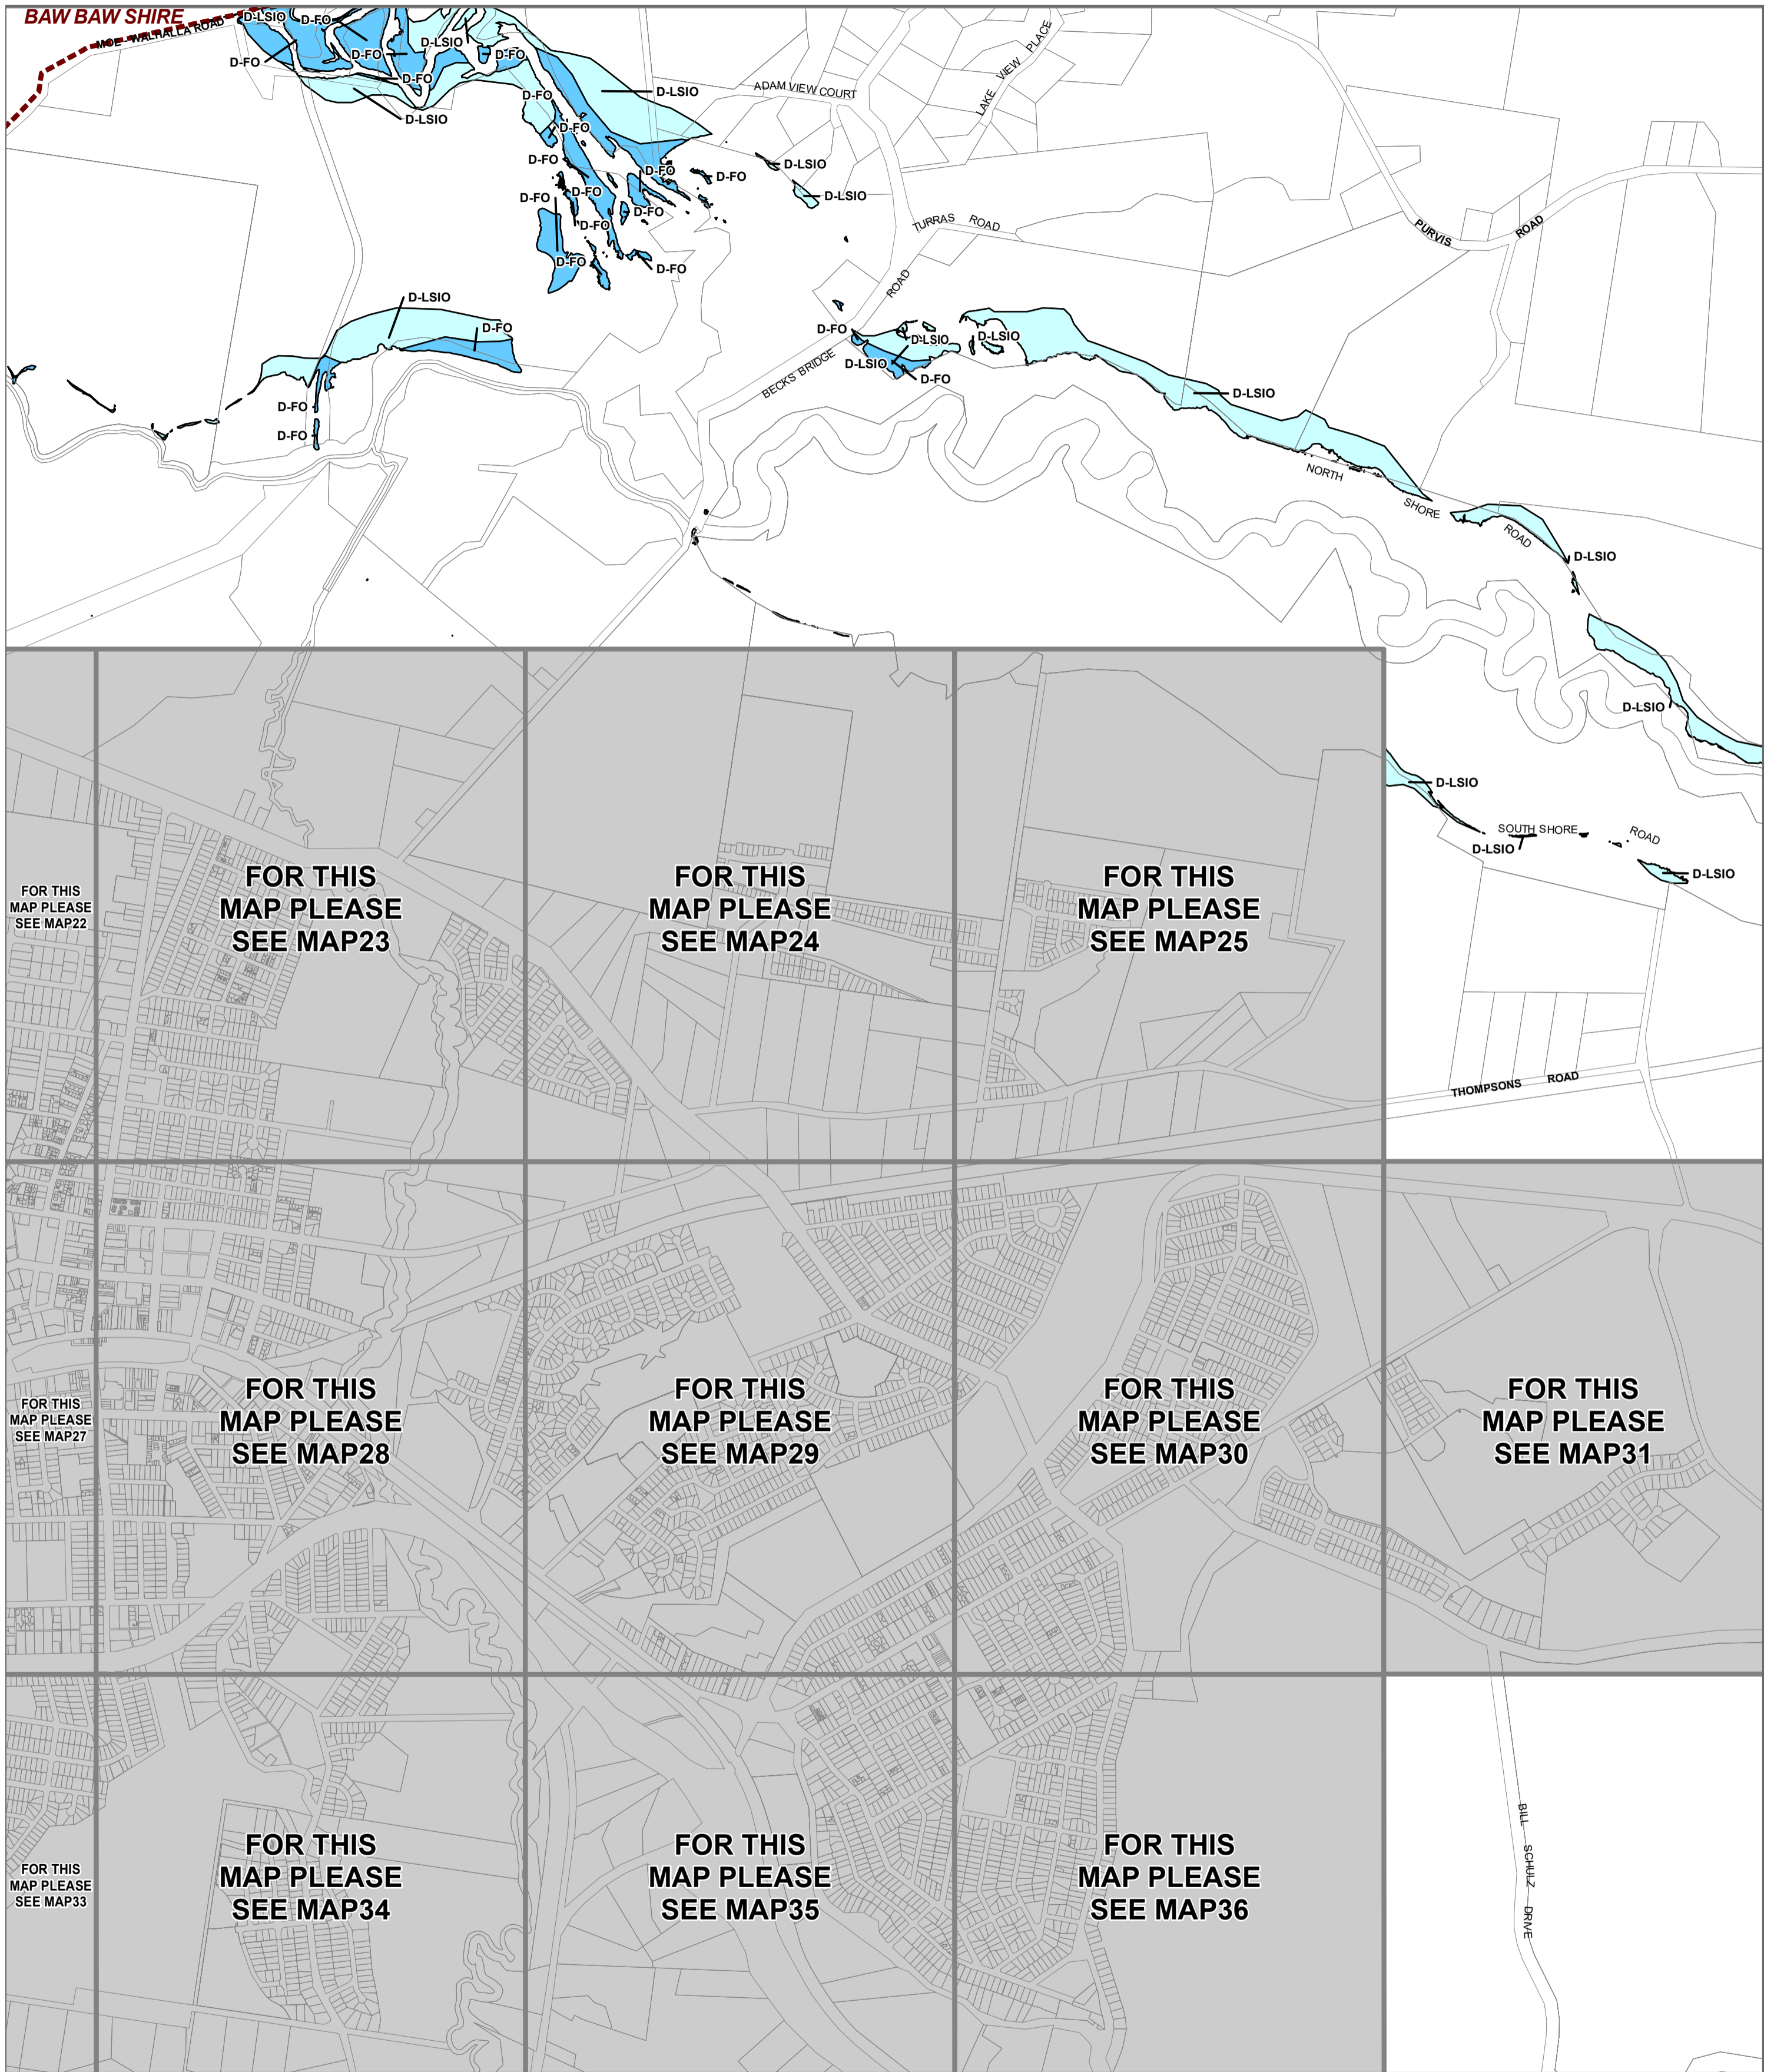 BAW BAW SHIRE
MOE - WALHALLA ROAD
D-LSIO
D-FO
D-LSIO
D-FO
D-FO
D-FO
D-FO
D-LSIO
D-FO
D-LSIO
D-FO
D-FO
D-FO
D-FO
D-FO
D-FO
D-FO
D-FO
D-FO
D-FO
D-FO
ADAM VIEW COURT
LAKE VIEW PLACE
D-LSIO
D-LSIO
TURRAS ROAD
PURVIS ROAD
D-LSIO
D-FO
D-FO
D-FO
BECKS BRIDGE ROAD
D-FO
D-LSIO
D-LSIO
D-LSIO
D-FO
D-LSIO
NORTH SHORE ROAD
D-LSIO
D-LSIO
D-LSIO
SOUTH SHORE ROAD
D-LSIO
D-LSIO
FOR THIS
MAP PLEASE
SEE MAP22
FOR THIS
MAP PLEASE
SEE MAP23
FOR THIS
MAP PLEASE
SEE MAP24
FOR THIS
MAP PLEASE
SEE MAP25
THOMPSONS ROAD
FOR THIS
MAP PLEASE
SEE MAP27
FOR THIS
MAP PLEASE
SEE MAP28
FOR THIS
MAP PLEASE
SEE MAP29
FOR THIS
MAP PLEASE
SEE MAP30
FOR THIS
MAP PLEASE
SEE MAP31
FOR THIS
MAP PLEASE
SEE MAP33
FOR THIS
MAP PLEASE
SEE MAP34
FOR THIS
MAP PLEASE
SEE MAP35
FOR THIS
MAP PLEASE
SEE MAP36
BILL SCHULZ DRIVE